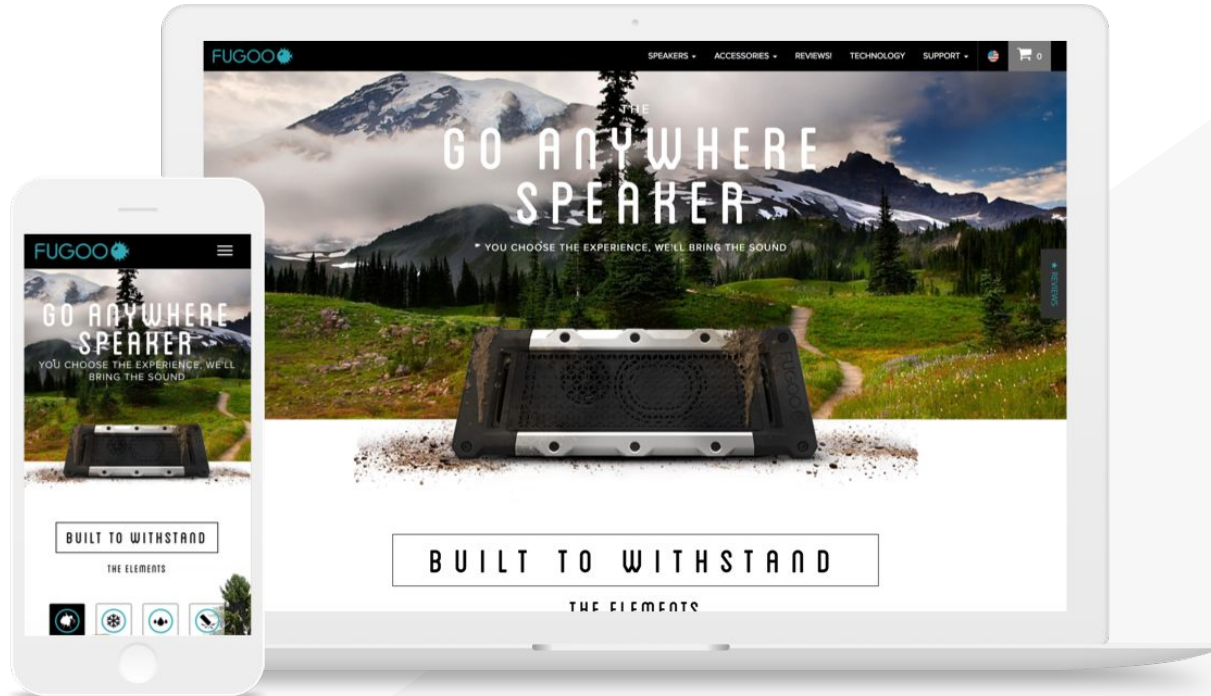 FUGOO
SPEAKERS
ACCESSORIES
REVIEWS!
TECHNOLOGY
SUPPORT
0
THE
GO ANYWHERE
SPEAKER
YOU CHOOSE THE EXPERIENCE, WE'LL BRING THE SOUND
★ REVIEWS
FUGOO
BUILT TO WITHSTAND
THE ELEMENTS
FUGOO
GO ANYWHERE
SPEAKER
YOU CHOOSE THE EXPERIENCE, WE'LL
BRING THE SOUND
BUILT TO WITHSTAND
THE ELEMENTS